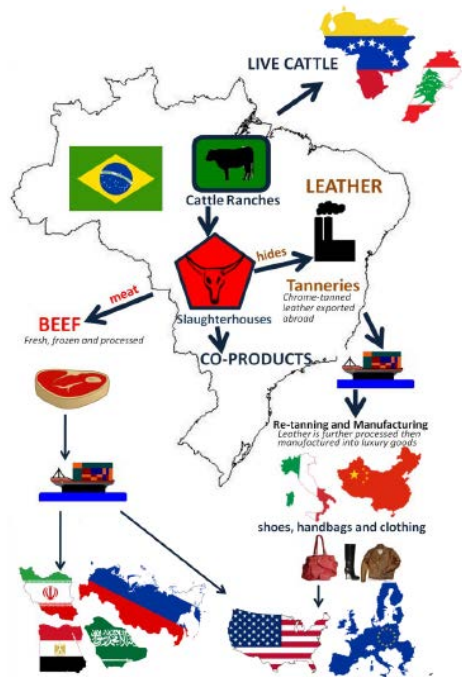 LIVE CATTLE
Cattle Ranches
LEATHER
hides
Tanneries
Chrome-tanned
leather exported
abroad
meat
Slaughterhouses
BEEF
Fresh, frozen and processed
CO-PRODUCTS
Re-tanning and Manufacturing
Leather is further processed then
manufactured into luxury goods
shoes, handbags and clothing